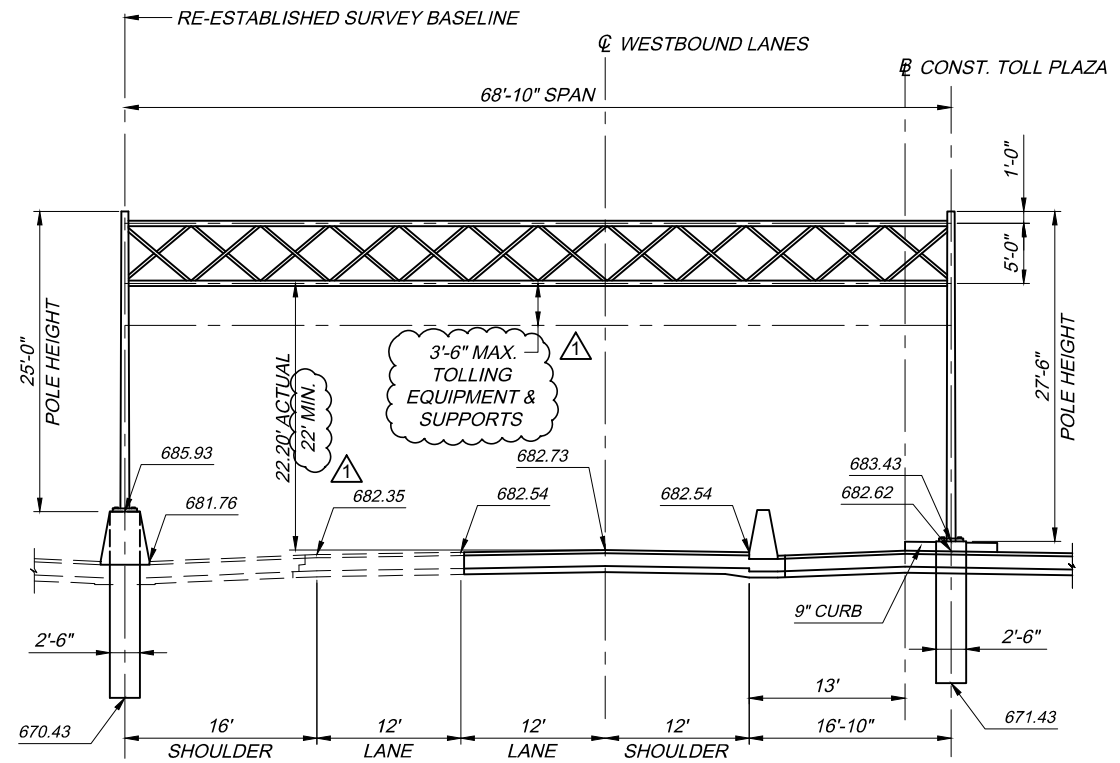 RE-ESTABLISHED SURVEY BASELINE
℄ WESTBOUND LANES
B̲L CONST. TOLL PLAZA
68'-10" SPAN
1'-0"
5'-0"
25'-0"
POLE HEIGHT
22.20' ACTUAL
22' MIN.
1
3'-6" MAX.
TOLLING
EQUIPMENT &
SUPPORTS
1
27'-6"
POLE HEIGHT
685.93
681.76
682.35
682.54
682.73
682.54
683.43
682.62
9" CURB
2'-6"
2'-6"
13'
670.43
671.43
16'
SHOULDER
12'
LANE
12'
LANE
12'
SHOULDER
16'-10"